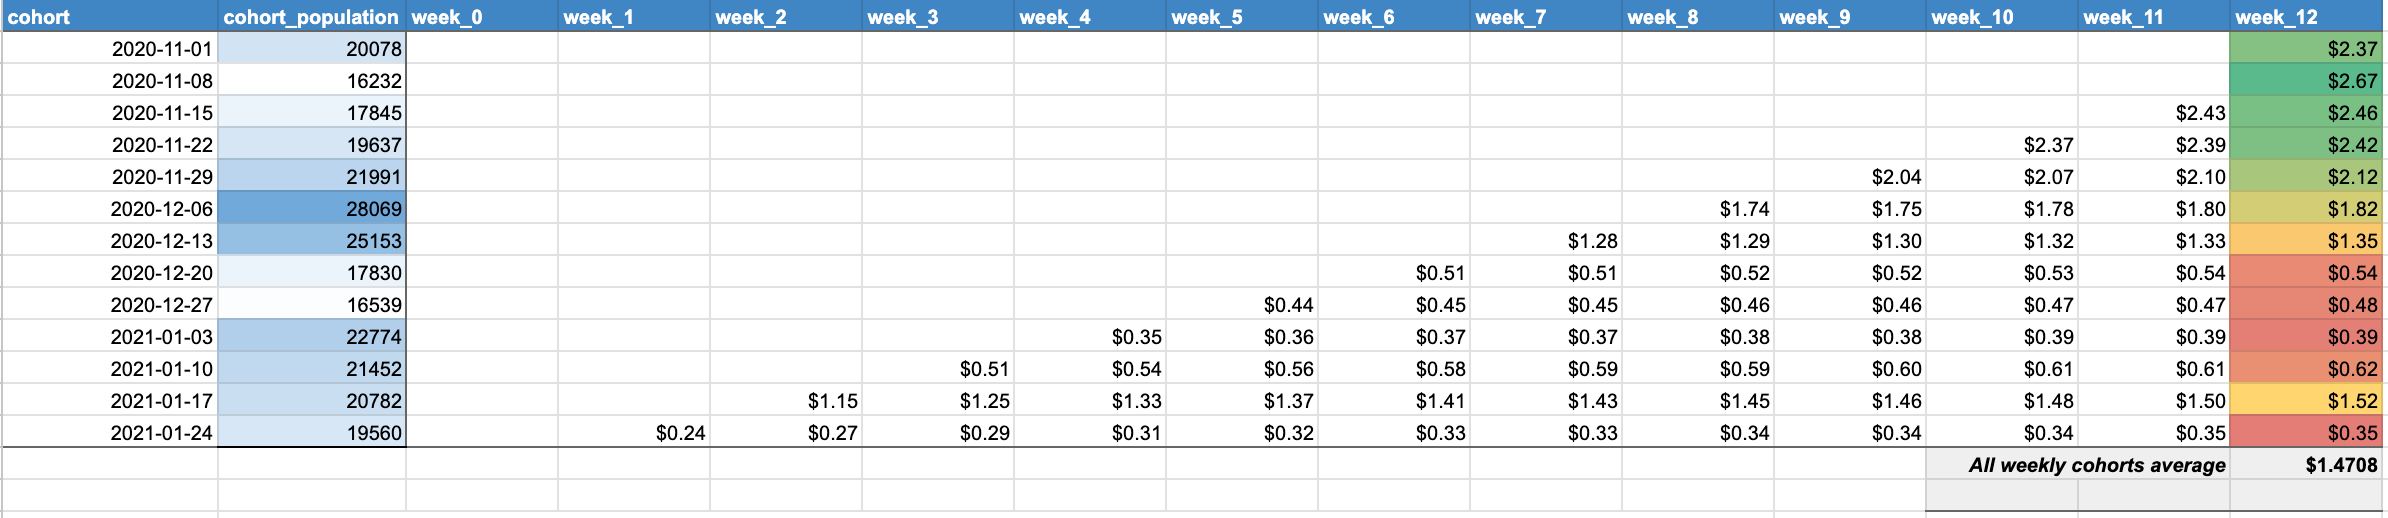 cohort cohort_population week_0 week_1 week_2 week_3 week_4 week_5 week_6 week_7 week_8 week_9 week_10 week_11 week_12
2020-11-01 20078 $2.37
2020-11-08 16232 $2.67
2020-11-15 17845 $2.43 $2.46
2020-11-22 19637 $2.37 $2.39 $2.42
2020-11-29 21991 $2.04 $2.07 $2.10 $2.12
2020-12-06 28069 $1.74 $1.75 $1.78 $1.80 $1.82
2020-12-13 25153 $1.28 $1.29 $1.30 $1.32 $1.33 $1.35
2020-12-20 17830 $0.51 $0.51 $0.52 $0.52 $0.53 $0.54 $0.54
2020-12-27 16539 $0.44 $0.45 $0.45 $0.46 $0.46 $0.47 $0.47 $0.48
2021-01-03 22774 $0.35 $0.36 $0.37 $0.37 $0.38 $0.38 $0.39 $0.39 $0.39
2021-01-10 21452 $0.51 $0.54 $0.56 $0.58 $0.59 $0.59 $0.60 $0.61 $0.61 $0.62
2021-01-17 20782 $1.15 $1.25 $1.33 $1.37 $1.41 $1.43 $1.45 $1.46 $1.48 $1.50 $1.52
2021-01-24 19560 $0.24 $0.27 $0.29 $0.31 $0.32 $0.33 $0.33 $0.34 $0.34 $0.34 $0.35 $0.35
All weekly cohorts average $1.4708